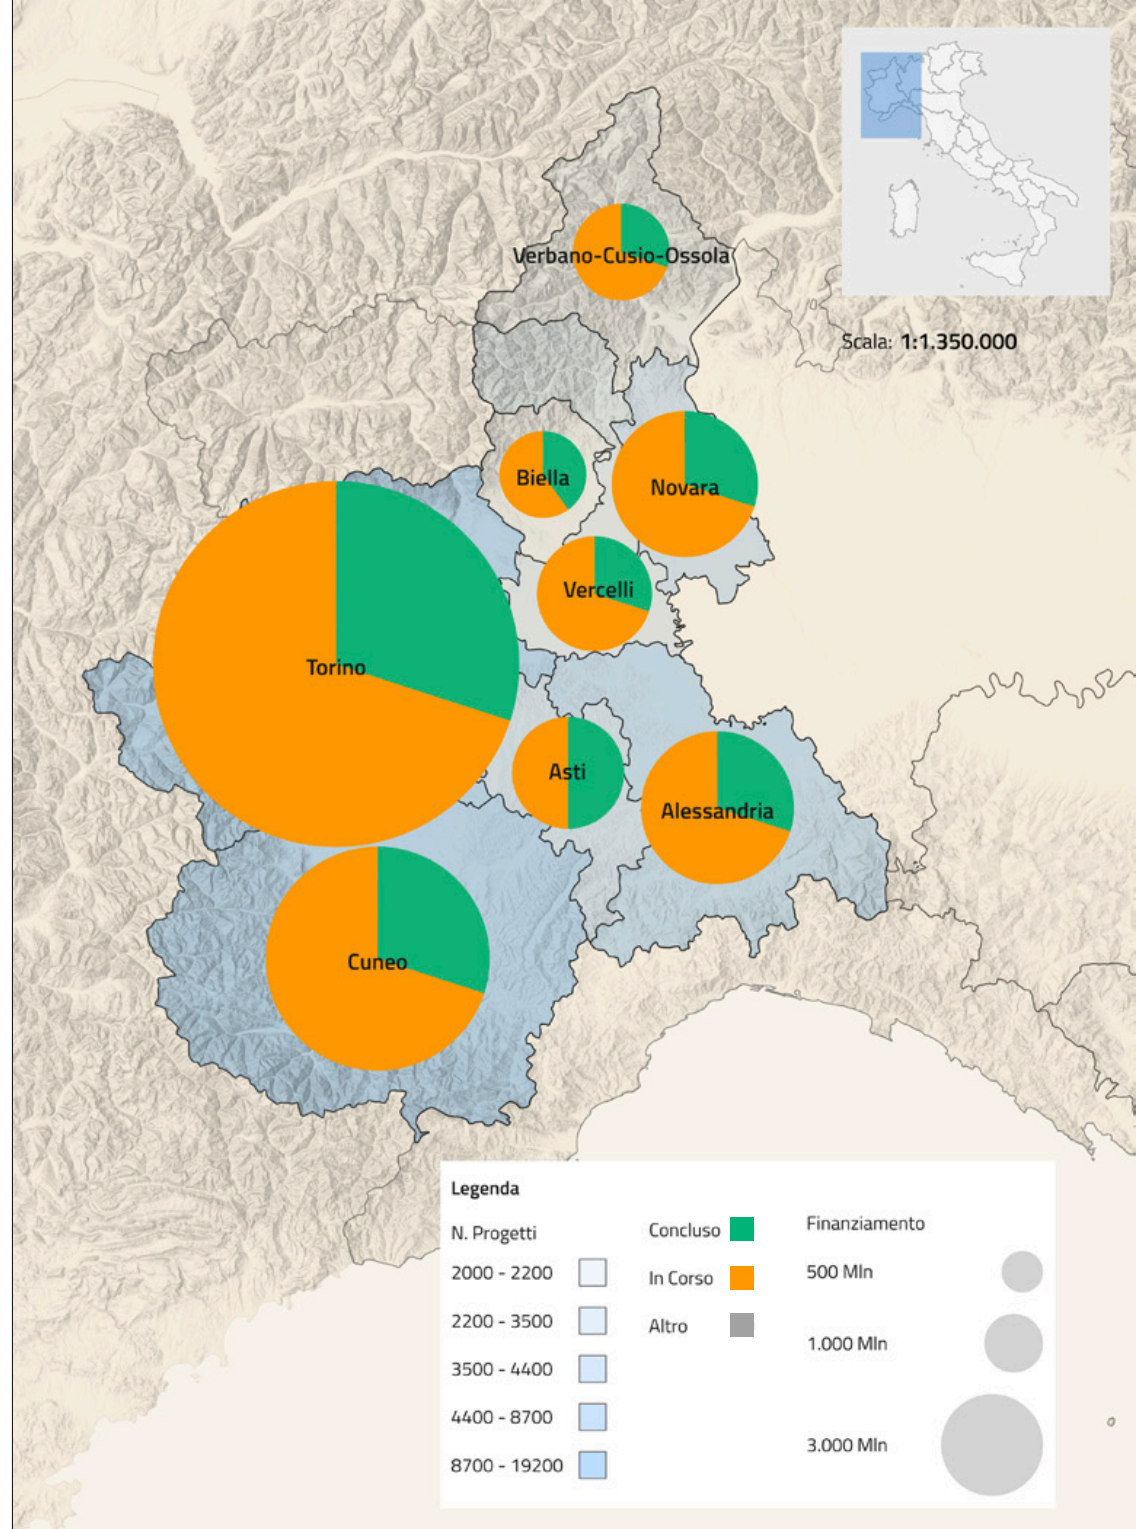 Verbano-Cusio-Ossola
Scala: 1:1.350.000
Biella
Novara
Vercelli
Torino
Asti
Alessandria
Cuneo
Legenda
N. Progetti
2000 - 2200
2200 - 3500
3500 - 4400
4400 - 8700
8700 - 19200
Concluso
In Corso
Altro
Finanziamento
500 Mln
1.000 Mln
3.000 Mln